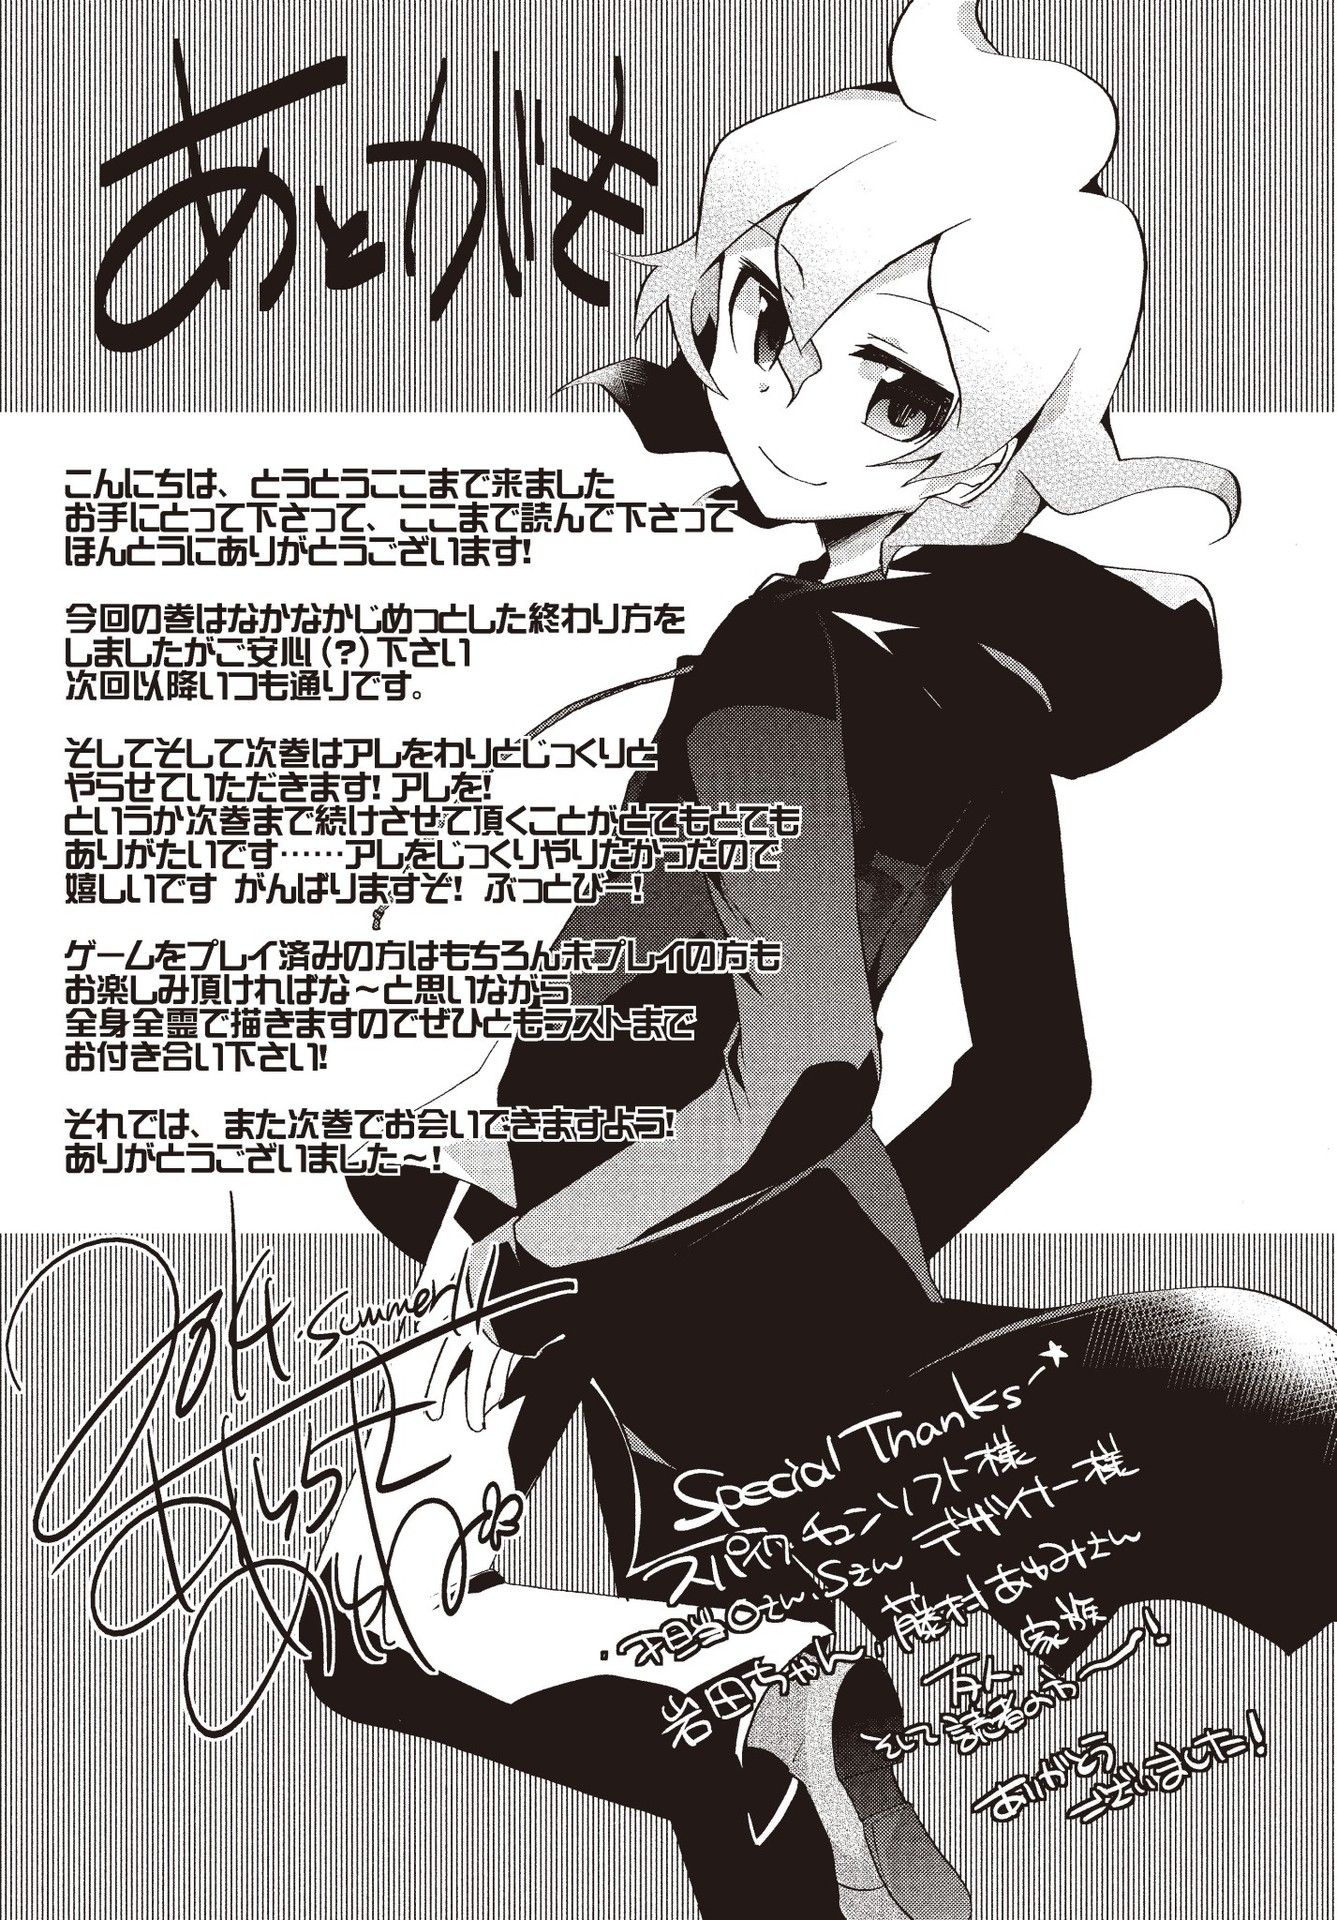 あとがき
こんにちは、とうとうここまで来ました
お手にとって下さって、ここまで読んで下さって
ほんとうにありがとうございます!
今回の巻はなかなかじめっとした終わり方を
しましたがご安心(?)下さい
次回以降いつも通りです。
そしてそして次巻はアレをわりとじっくりと
やらせていただきます! アレを!
というか次巻まで続けさせて頂くことがとてもとても
ありがたいです……アレをじっくりやりたかったので
嬉しいです がんばりますぞ! ぶっとびー!
ゲームをプレイ済みの方はもちろん未プレイの方も
お楽しみ頂ければな~と思いながら
全身全霊で描きますのでぜひともラストまで
お付き合い下さい!
それでは、また次巻でお会いできますよう!
ありがとうございました~!
2014.summer
Special Thanks
スパイク・チュンソフト様
デザイナー様
担当Oさん、Sさん
岩田ちゃん・藤村あゆみさん
友人・家族
そして読者のかた〜!
ありがとう
ございました!